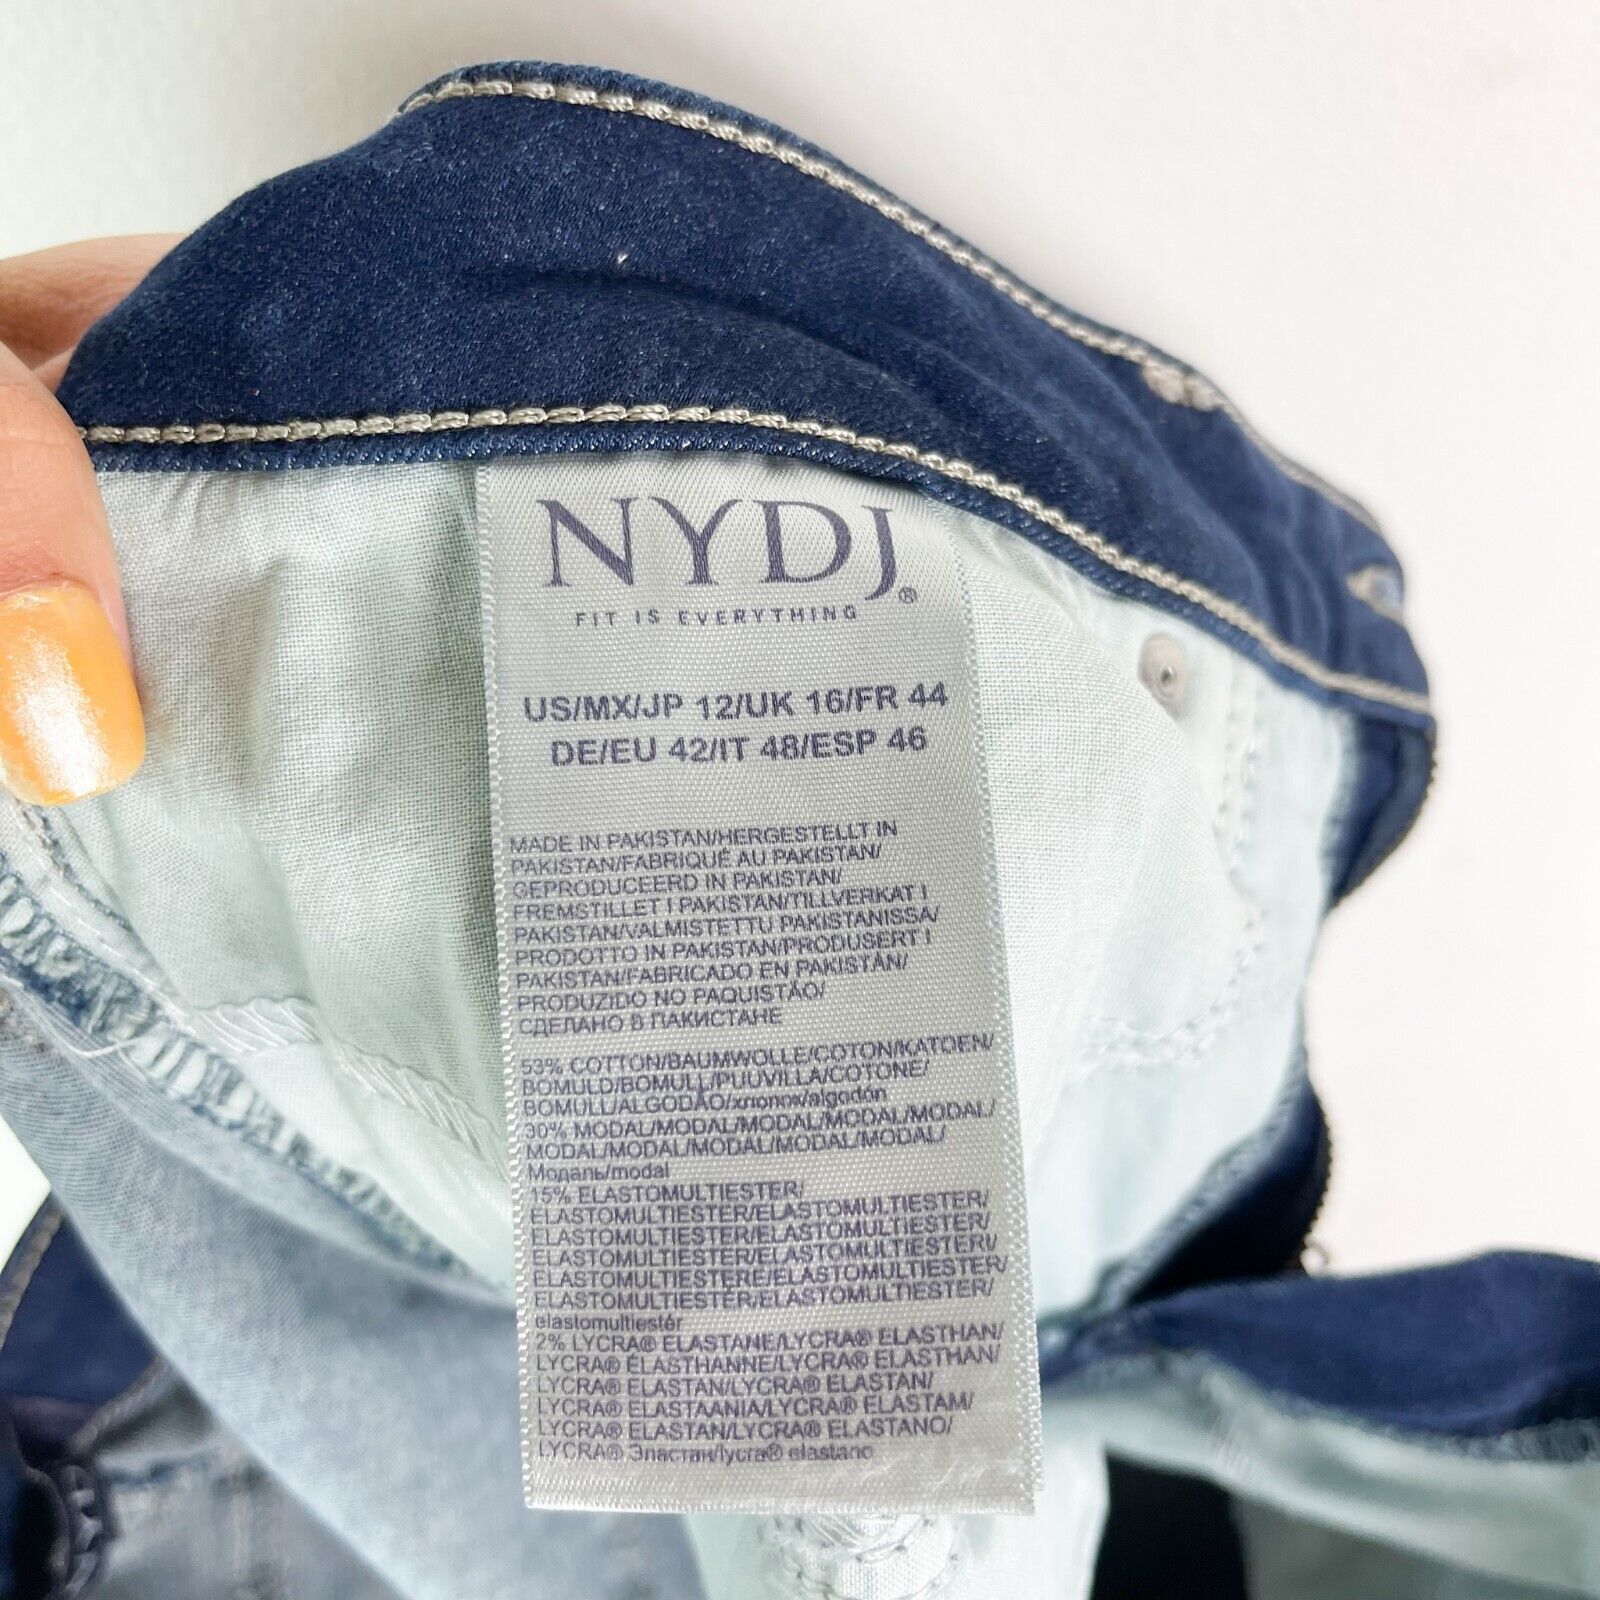 NYDJ®
FIT IS EVERYTHING
US/MX/JP 12/UK 16/FR 44
DE/EU 42/IT 48/ESP 46
MADE IN PAKISTAN/HERGESTELLT IN
PAKISTAN/FABRIQUÉ AU PAKISTAN/
GEPRODUCEERD IN PAKISTAN/
FREMSTILLET I PAKISTAN/TILLVERKAT I
PAKISTAN/VALMISTETTU PAKISTANISSA/
PRODOTTO IN PAKISTAN/PRODUSERT I
PAKISTAN/FABRICADO EN PAKISTÁN/
PRODUZIDO NO PAQUISTÃO/
СДЕЛАНО В ПАКИСТАНЕ
53% COTTON/BAUMWOLLE/COTON/KATOEN/
BOMULD/BOMULL/PUUVILLA/COTONE/
BOMULL/ALGODÃO/хлопок/algodón
30% MODAL/MODAL/MODAL/MODAL/MODAL/
MODAL/MODAL/MODAL/MODAL/MODAL/
Модаль/modal
15% ELASTOMULTIESTER/
ELASTOMULTIESTER/ELASTOMULTIESTER/
ELASTOMULTIESTER/ELASTOMULTIESTER/
ELASTOMULTIESTER/ELASTOMULTIESTERI/
ELASTOMULTIESTERE/ELASTOMULTIESTER/
ELASTOMULTIESTER/ELASTOMULTIESTER/
elastomultiestér
2% LYCRA® ELASTANE/LYCRA® ELASTHAN/
LYCRA® ÉLASTHANNE/LYCRA® ELASTHAN/
LYCRA® ELASTAN/LYCRA® ELASTAN/
LYCRA® ELASTAANIA/LYCRA® ELASTAM/
LYCRA® ELASTAN/LYCRA® ELASTANO/
LYCRA® Эластан/lycra® elastano